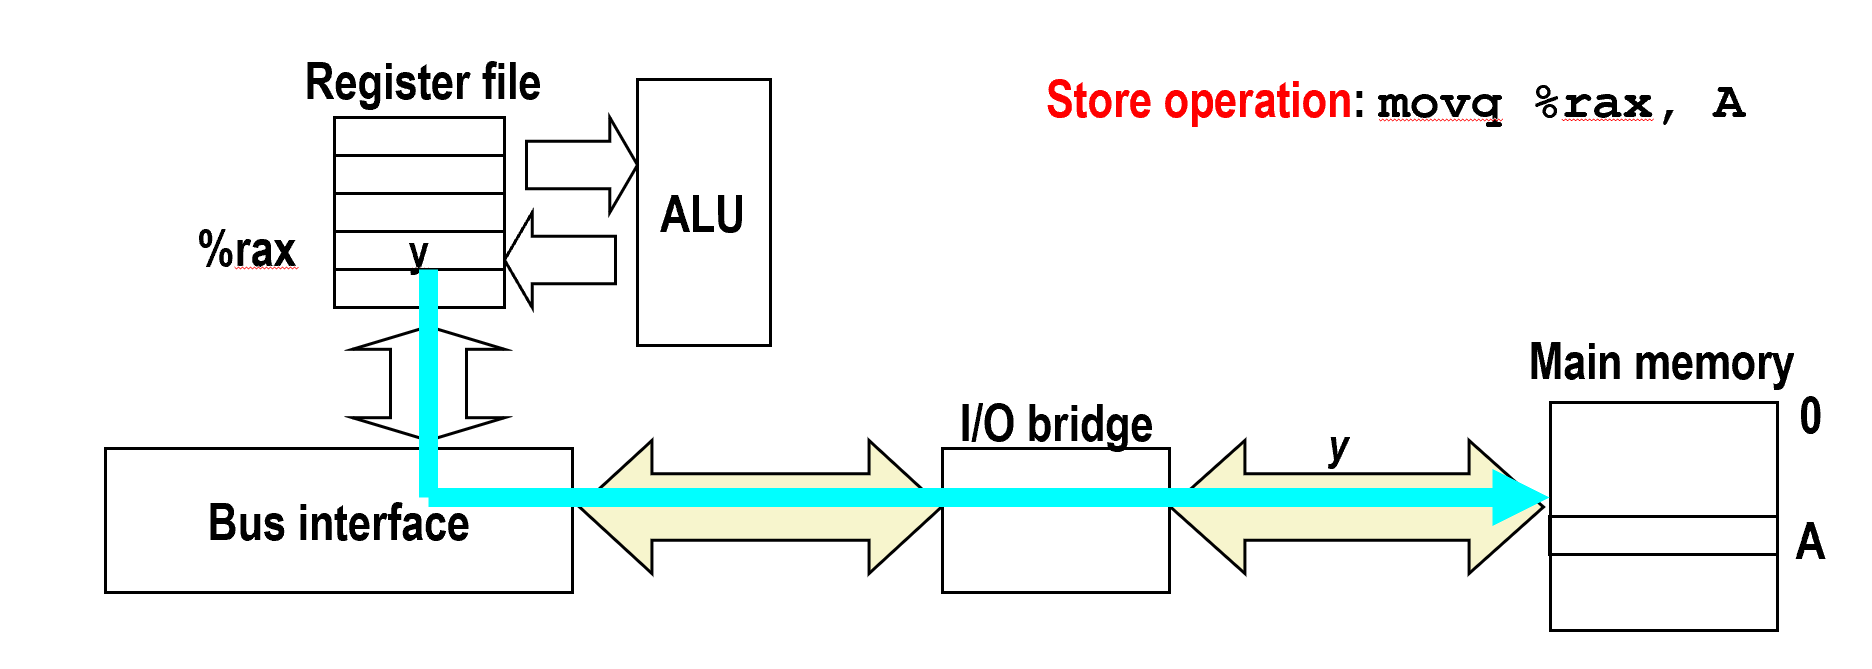 Register file
Store operation: movq %rax, A
ALU
%rax
y
Main memory
0
I/O bridge
y
Bus interface
A